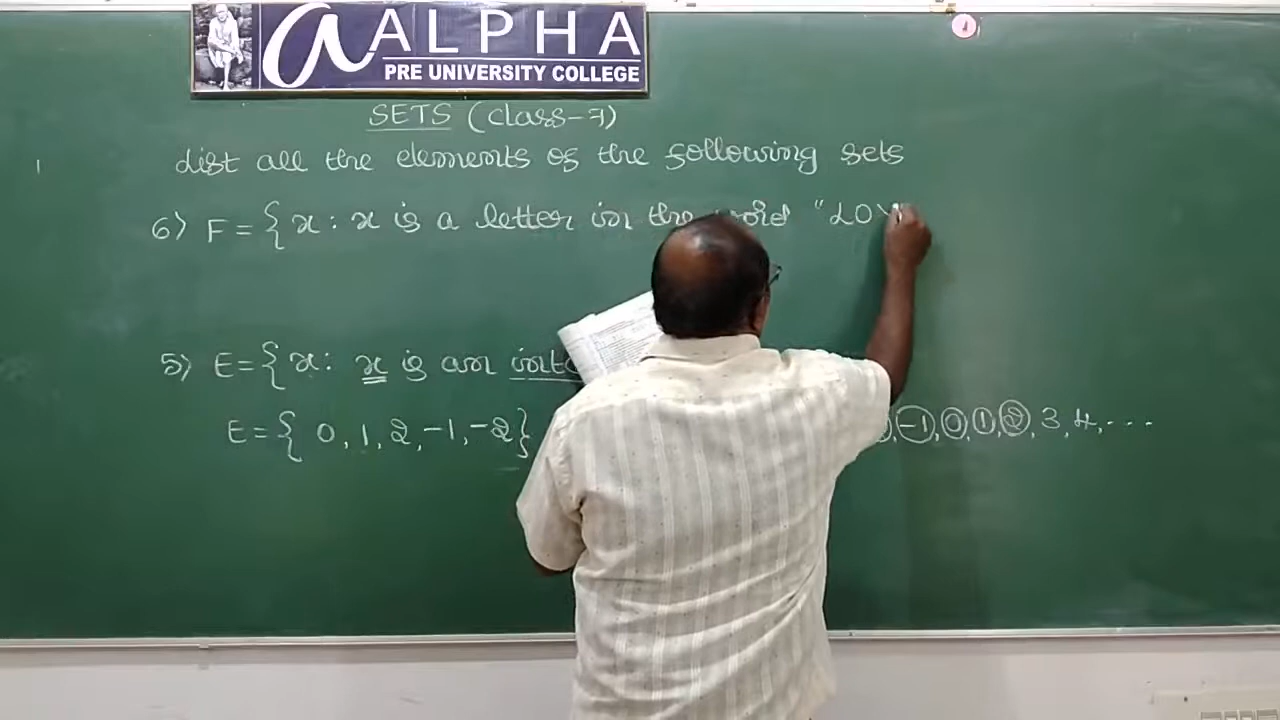 a ALPHA
PRE UNIVERSITY COLLEGE
SETS (class-7)
List all the elements of the following sets
6) F = { x : x is a letter in the word "LOY
5) E = { x : x is an
E = { 0, 1, 2, -1, -2} -1, 0, 1, 2, 3, 4, ...